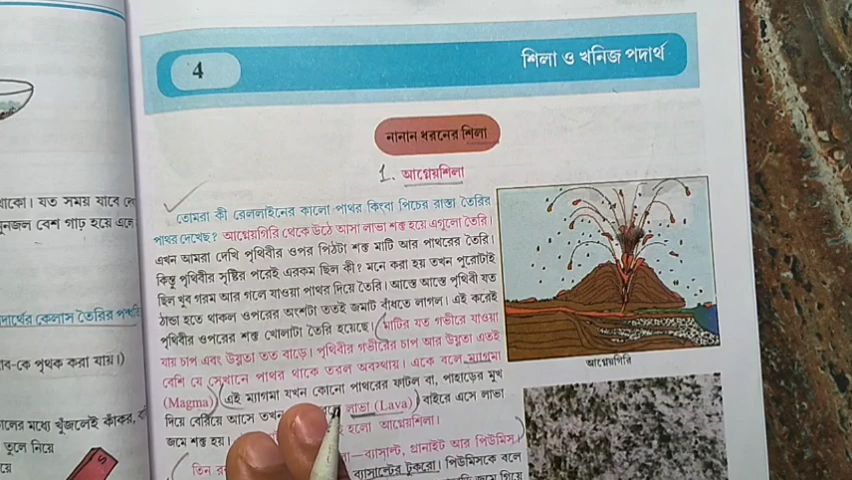 4
শিলা ও খনিজ পদার্থ
নানান ধরনের শিলা
1. আগ্নেয়শিলা
তোমরা কী রেললাইনের কালো পাথর কিংবা পিচের রাস্তা তৈরির
পাথর দেখেছ? আগ্নেয়গিরি থেকে উঠে আসা লাভা শক্ত হয়ে এগুলো তৈরি।
এখন আমরা দেখি পৃথিবীর ওপর পিঠটা শক্ত মাটি আর পাথরের তৈরি।
কিন্তু পৃথিবীর সৃষ্টির পরেই এরকম ছিল কী? মনে করা হয় তখন পুরোটাই
ছিল খুব গরম আর গলে যাওয়া পাথর দিয়ে তৈরি। আস্তে আস্তে পৃথিবী যত
ঠান্ডা হতে থাকল ওপরের অংশটা ততই জমাট বাঁধতে লাগল। এই করেই
পৃথিবীর ওপরের শক্ত খোলাটা তৈরি হয়েছে। (মাটির যত গভীরে যাওয়া
যায় চাপ এবং উষ্ণতা তত বাড়ে। পৃথিবীর গভীরের চাপ আর উষ্ণতা এতই
বেশি যে সেখানে পাথর থাকে তরল অবস্থায়। একে বলে ম্যাগমা
(Magma) (এই ম্যাগমা যখন কোনো পাথরের ফাটল বা, পাহাড়ের মুখ
দিয়ে বেরিয়ে আসে তখন লাভা (Lava) বাইরে এসে লাভা
জমে শক্ত হয়। হলো আগ্নেয়শিলা।
তিন —ব্যাসাল্ট, গ্রানাইট আর পিউমিস।
ব্যাসাল্টের টুকরো। পিউমিসকে বলে
আগ্নেয়গিরি
থাকো। যত সময় যাবে
নুনজল বেশ গাঢ় হয়ে এলে
দার্থের কেলাস তৈরির পদ্ধতি
ব-কে পৃথক করা যায়।)
লের মধ্যে খুঁজলেই কাঁকর,
তুলে নিয়ে
য়ে
S